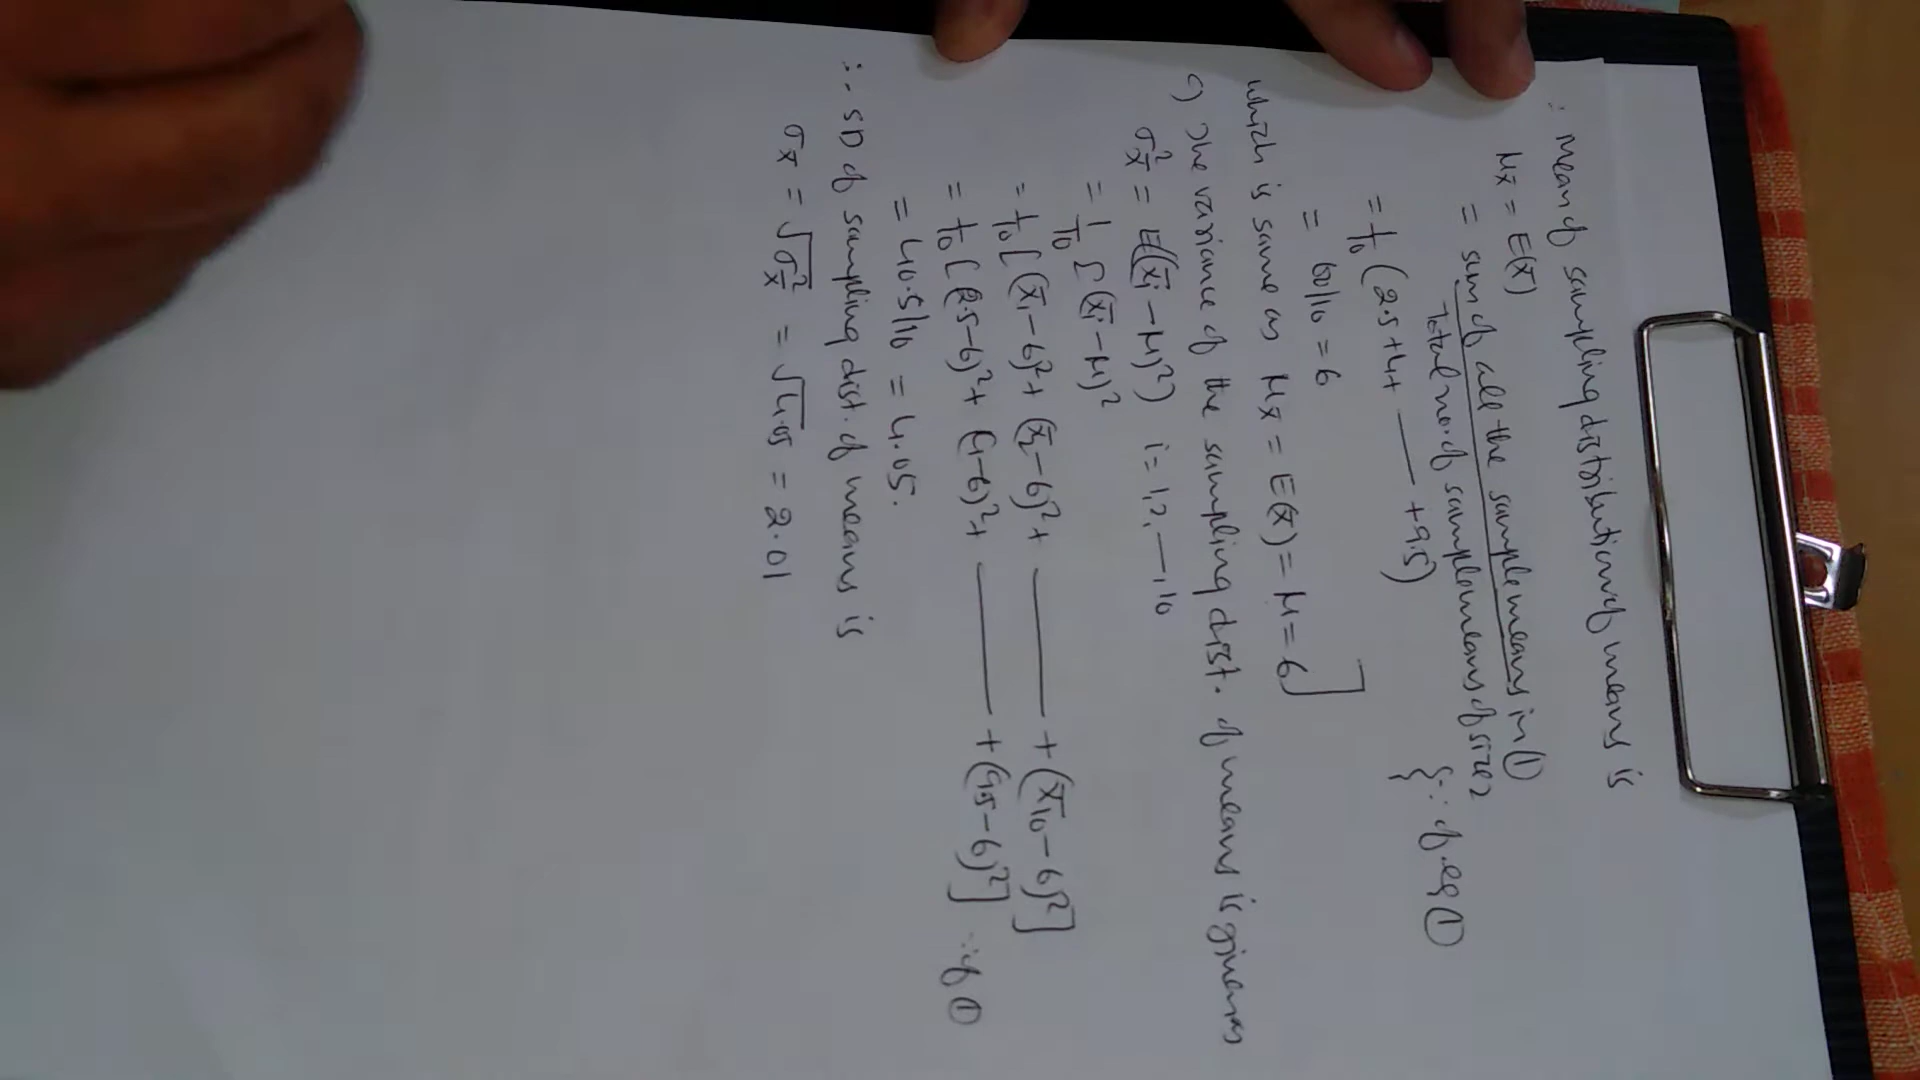 ∴ mean of sampling distribution of means is
μx̄ = E(x̄)
= sum of all the sample means in ①
Total no. of sample means of size 2
= 1/10 (2.5+4+ —— +9.5) {∵ of eq ① }
= 60/10 = 6
which is same as μx̄ = E(x̄) = μ = 6 ]
c) The variance of the sampling dist. of means is given as
σ²x̄ = E((x̄i − μ)²) i = 1, 2, — , 10
= 1/10 Σ (x̄i − μ)²
= 1/10 [ (x̄1 − 6)² + (x̄2 − 6)² + —— + (x̄10 − 6)² ]
= 1/10 [ (2.5 − 6)² + (4 − 6)² + —— + (9.5 − 6)² ] ∵ of ①
= 40.5/10 = 4.05.
∴ SD of sampling dist. of means is
σx̄ = √σ²x̄ = √4.05 = 2.01